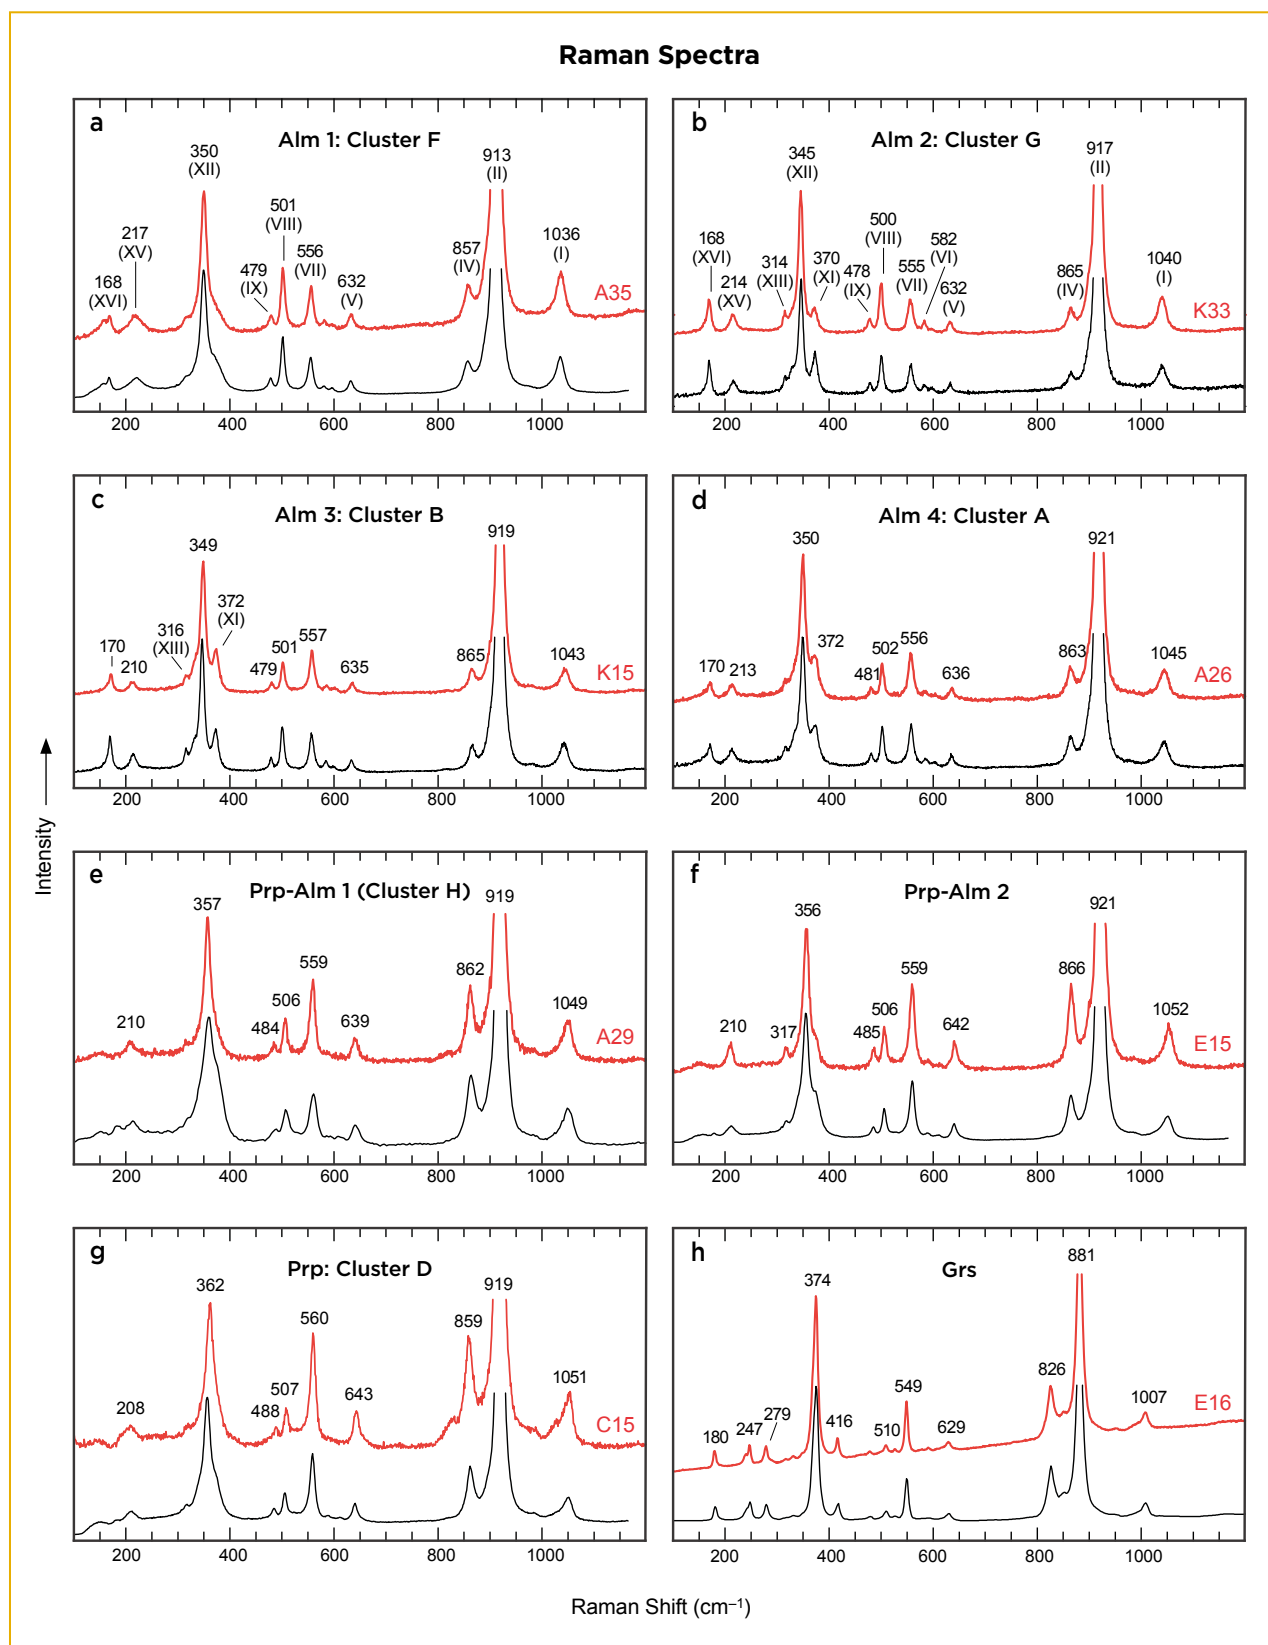 Raman Spectra
a
Alm 1: Cluster F
168
(XVI)
217
(XV)
350
(XII)
479
(IX)
501
(VIII)
556
(VII)
632
(V)
857
(IV)
913
(II)
1036
(I)
A35
200 400 600 800 1000
b
Alm 2: Cluster G
168
(XVI)
214
(XV)
314
(XIII)
345
(XII)
370
(XI)
478
(IX)
500
(VIII)
555
(VII)
582
(VI)
632
(V)
865
(IV)
917
(II)
1040
(I)
K33
200 400 600 800 1000
c
Alm 3: Cluster B
170
210
316
(XIII)
349
372
(XI)
479
501
557
635
865
919
1043
K15
200 400 600 800 1000
d
Alm 4: Cluster A
170
213
350
372
481
502
556
636
863
921
1045
A26
200 400 600 800 1000
e
Prp-Alm 1 (Cluster H)
210
357
484
506
559
639
862
919
1049
A29
200 400 600 800 1000
f
Prp-Alm 2
210
317
356
485
506
559
642
866
921
1052
E15
200 400 600 800 1000
g
Prp: Cluster D
208
362
488
507
560
643
859
919
1051
C15
200 400 600 800 1000
h
Grs
180
247
279
374
416
510
549
629
826
881
1007
E16
200 400 600 800 1000
Intensity
Raman Shift (cm⁻¹)